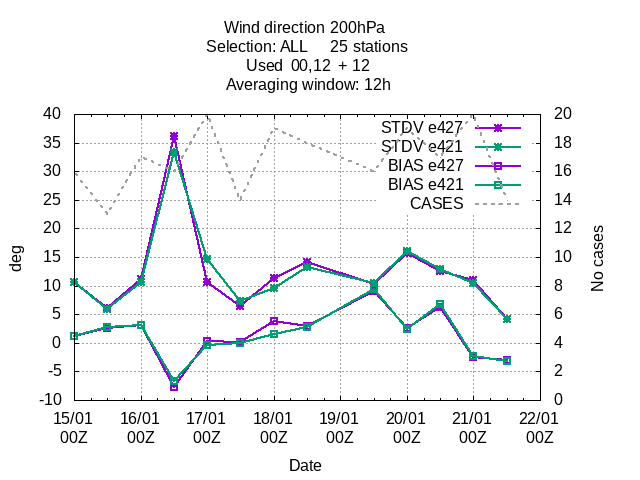 Wind direction 200hPa
Selection: ALL     25 stations
Used  00,12  + 12
Averaging window: 12h
40
35
30
25
20
15
10
5
0
-5
-10
20
18
16
14
12
10
8
6
4
2
0
STDV e427
STDV e421
BIAS e427
BIAS e421
CASES
deg
No cases
15/01 16/01 17/01 18/01 19/01 20/01 21/01 22/01
00Z 00Z 00Z 00Z 00Z 00Z 00Z 00Z
Date